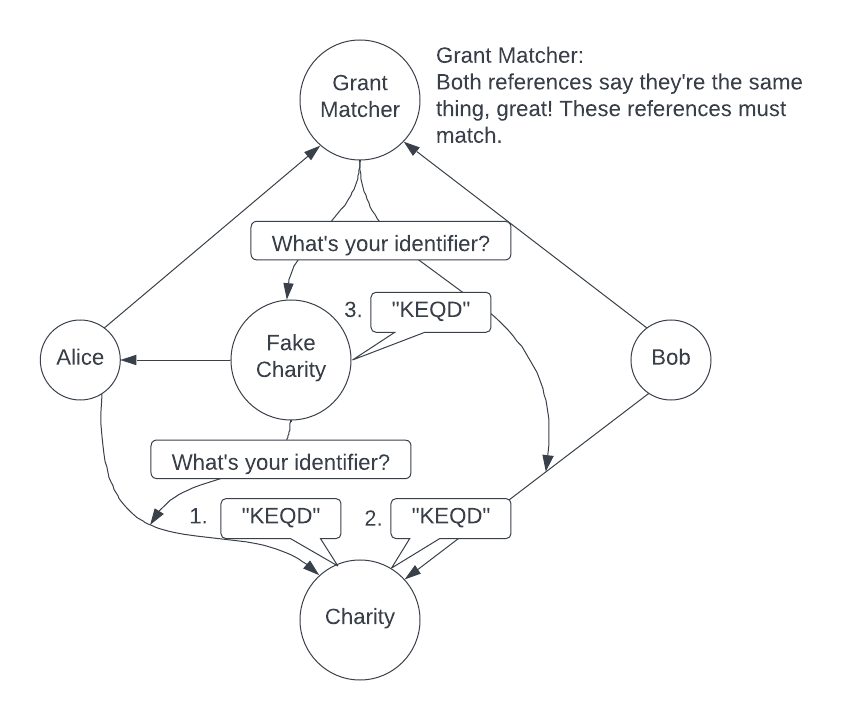 Grant
Matcher
Grant Matcher:
Both references say they're the same
thing, great! These references must
match.
What's your identifier?
3.
"KEQD"
Alice
Fake
Charity
Bob
What's your identifier?
1.
"KEQD"
2.
"KEQD"
Charity